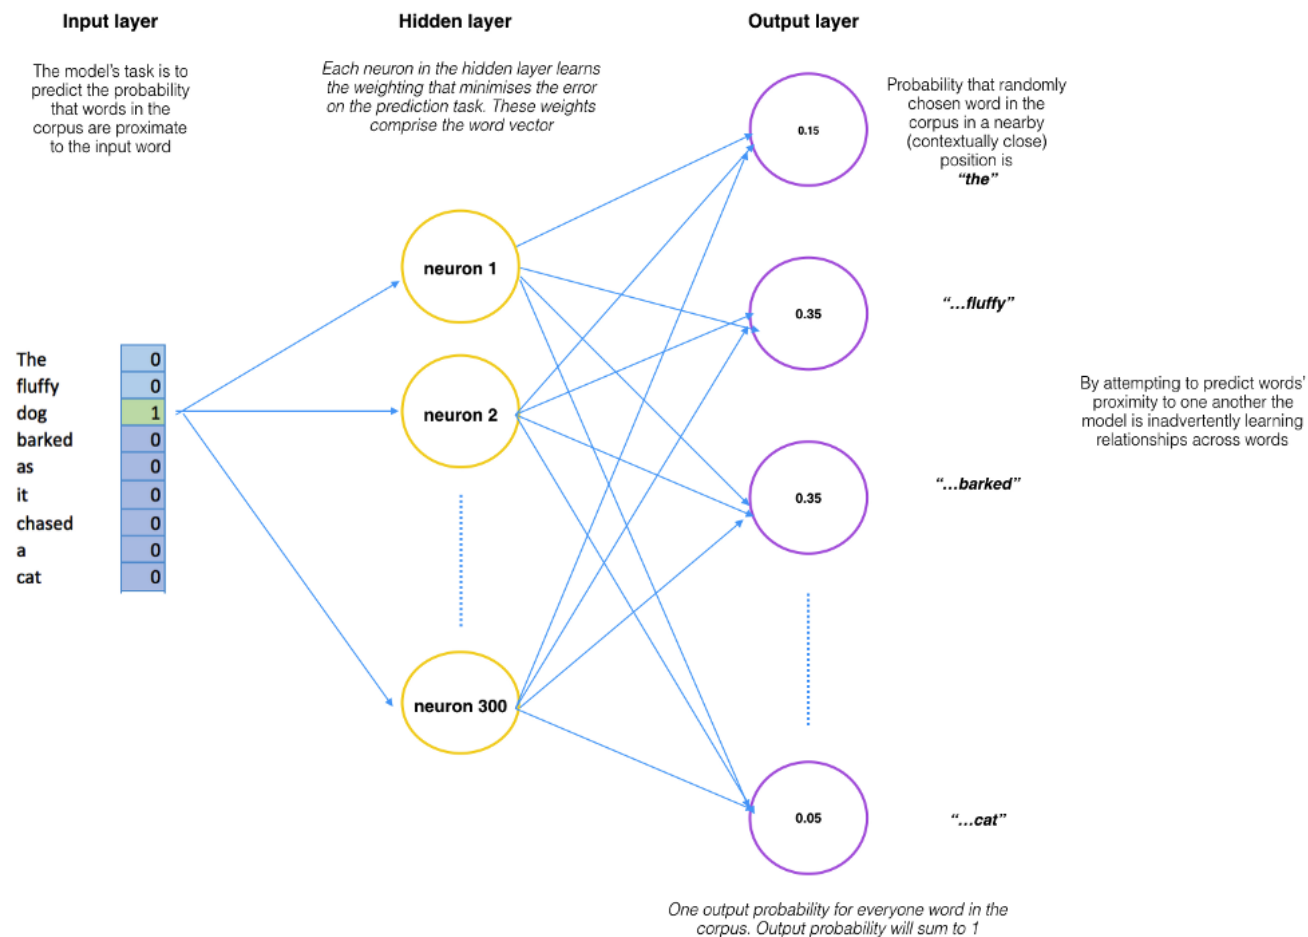 Input layer
Hidden layer
Output layer
The model's task is to
predict the probability
that words in the
corpus are proximate
to the input word
Each neuron in the hidden layer learns
the weighting that minimises the error
on the prediction task. These weights
comprise the word vector
Probability that randomly
chosen word in the
corpus in a nearby
(contextually close)
position is
"the"
0.15
neuron 1
"...fluffy"
0.35
The 0
fluffy 0
dog 1
barked 0
as 0
it 0
chased 0
a 0
cat 0
neuron 2
By attempting to predict words'
proximity to one another the
model is inadvertently learning
relationships across words
"...barked"
0.35
neuron 300
0.05
"...cat"
One output probability for everyone word in the
corpus. Output probability will sum to 1